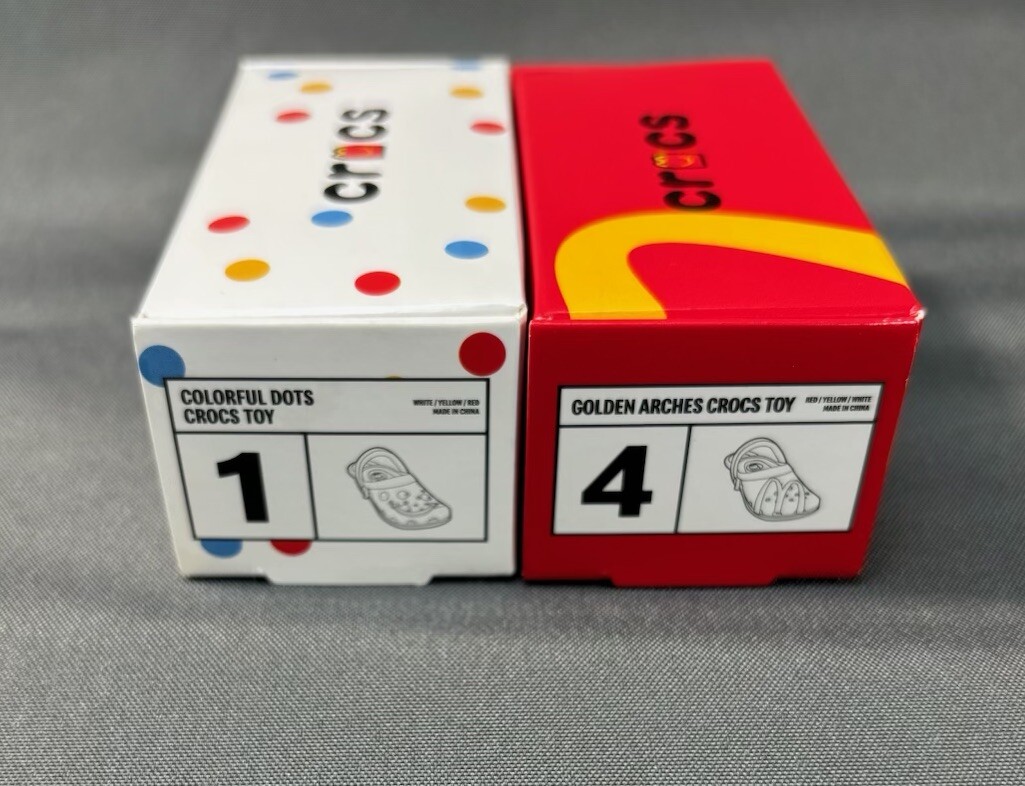 crocs
crocs
COLORFUL DOTS
CROCS TOY
WHITE / YELLOW / RED
MADE IN CHINA
1
GOLDEN ARCHES CROCS TOY
RED / YELLOW / WHITE
MADE IN CHINA
4